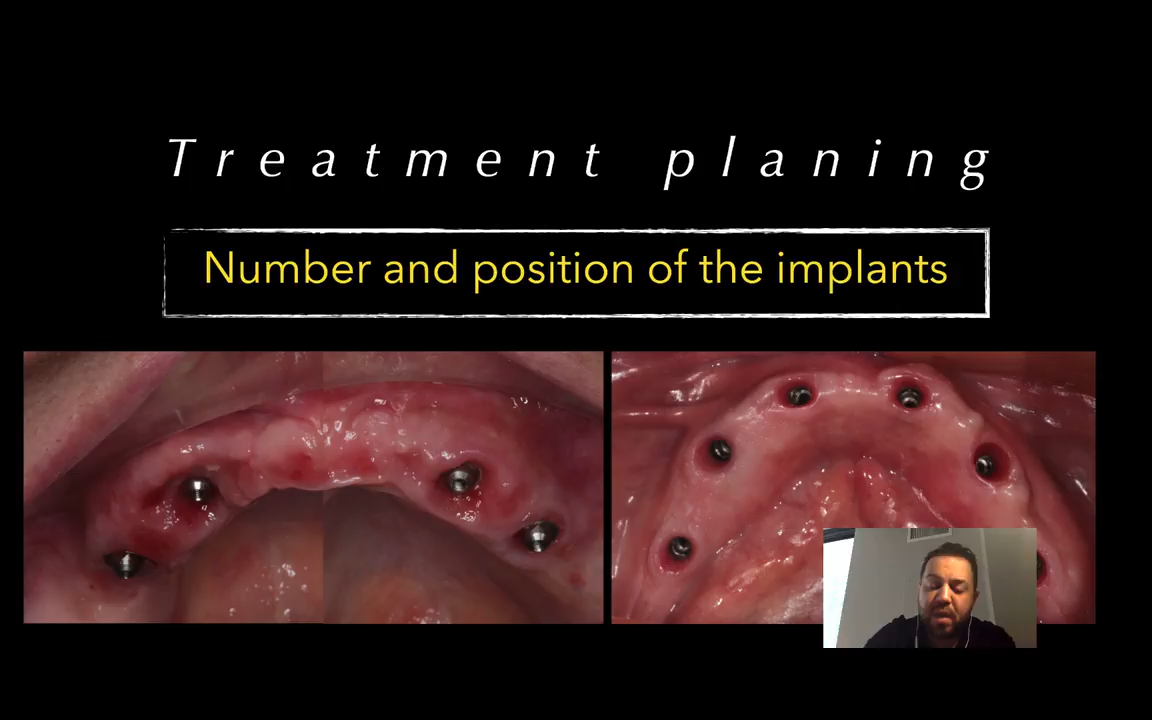 Treatment planing
Number and position of the implants